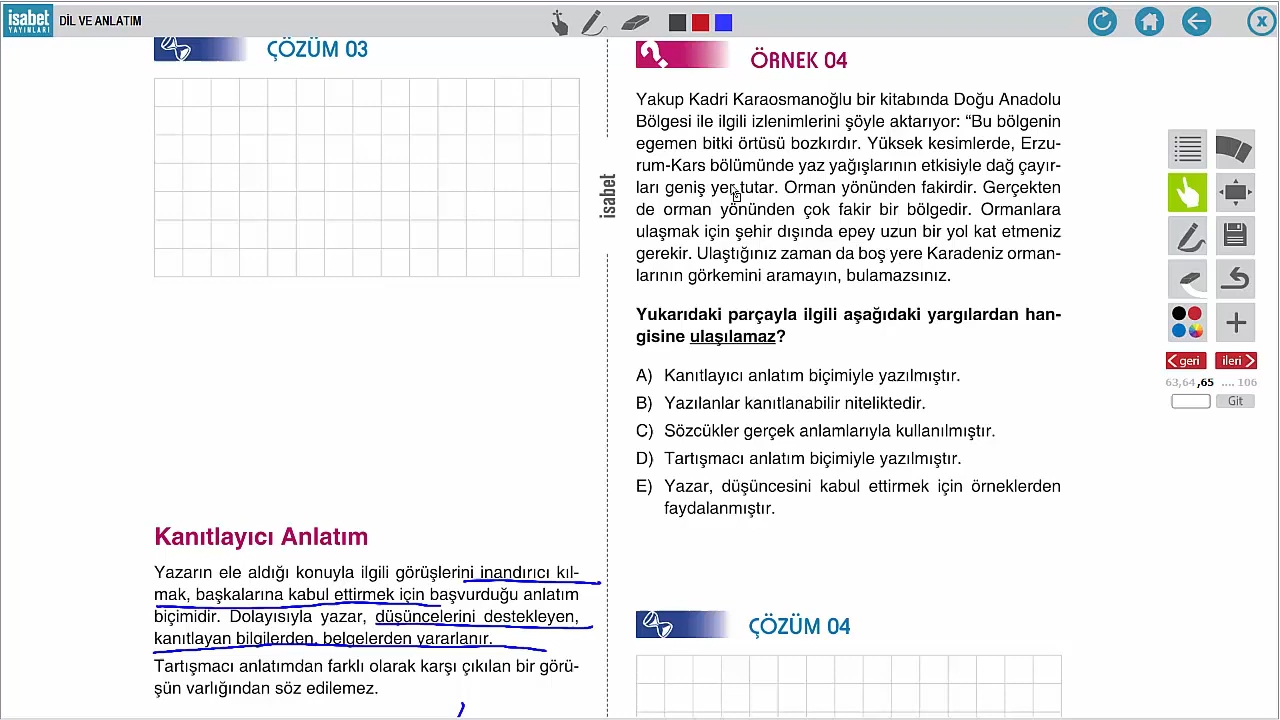 isabet
YAYINLARI
DİL VE ANLATIM
ÇÖZÜM 03
Kanıtlayıcı Anlatım
Yazarın ele aldığı konuyla ilgili görüşlerini inandırıcı kıl-
mak, başkalarına kabul ettirmek için başvurduğu anlatım
biçimidir. Dolayısıyla yazar, düşüncelerini destekleyen,
kanıtlayan bilgilerden, belgelerden yararlanır.
Tartışmacı anlatımdan farklı olarak karşı çıkılan bir görü-
şün varlığından söz edilemez.
isabet
ÖRNEK 04
Yakup Kadri Karaosmanoğlu bir kitabında Doğu Anadolu
Bölgesi ile ilgili izlenimlerini şöyle aktarıyor: “Bu bölgenin
egemen bitki örtüsü bozkırdır. Yüksek kesimlerde, Erzu-
rum-Kars bölümünde yaz yağışlarının etkisiyle dağ çayır-
ları geniş yer tutar. Orman yönünden fakirdir. Gerçekten
de orman yönünden çok fakir bir bölgedir. Ormanlara
ulaşmak için şehir dışında epey uzun bir yol kat etmeniz
gerekir. Ulaştığınız zaman da boş yere Karadeniz orman-
larının görkemini aramayın, bulamazsınız.
Yukarıdaki parçayla ilgili aşağıdaki yargılardan han-
gisine ulaşılamaz?
A) Kanıtlayıcı anlatım biçimiyle yazılmıştır.
B) Yazılanlar kanıtlanabilir niteliktedir.
C) Sözcükler gerçek anlamlarıyla kullanılmıştır.
D) Tartışmacı anlatım biçimiyle yazılmıştır.
E) Yazar, düşüncesini kabul ettirmek için örneklerden
faydalanmıştır.
ÇÖZÜM 04
geri ileri
63,64,65 .... 106
Git